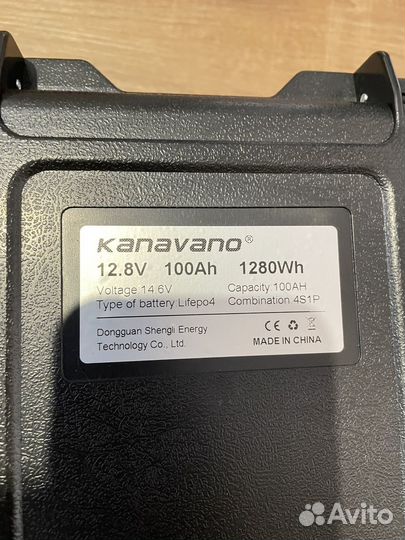 Kanavano®
12.8V 100Ah 1280Wh
Voltage:14.6V Capacity:100AH
Type of battery:Lifepo4 Combination:4S1P
Dongguan Shengli Energy
Technology Co., Ltd.
CE
MADE IN CHINA
Avito